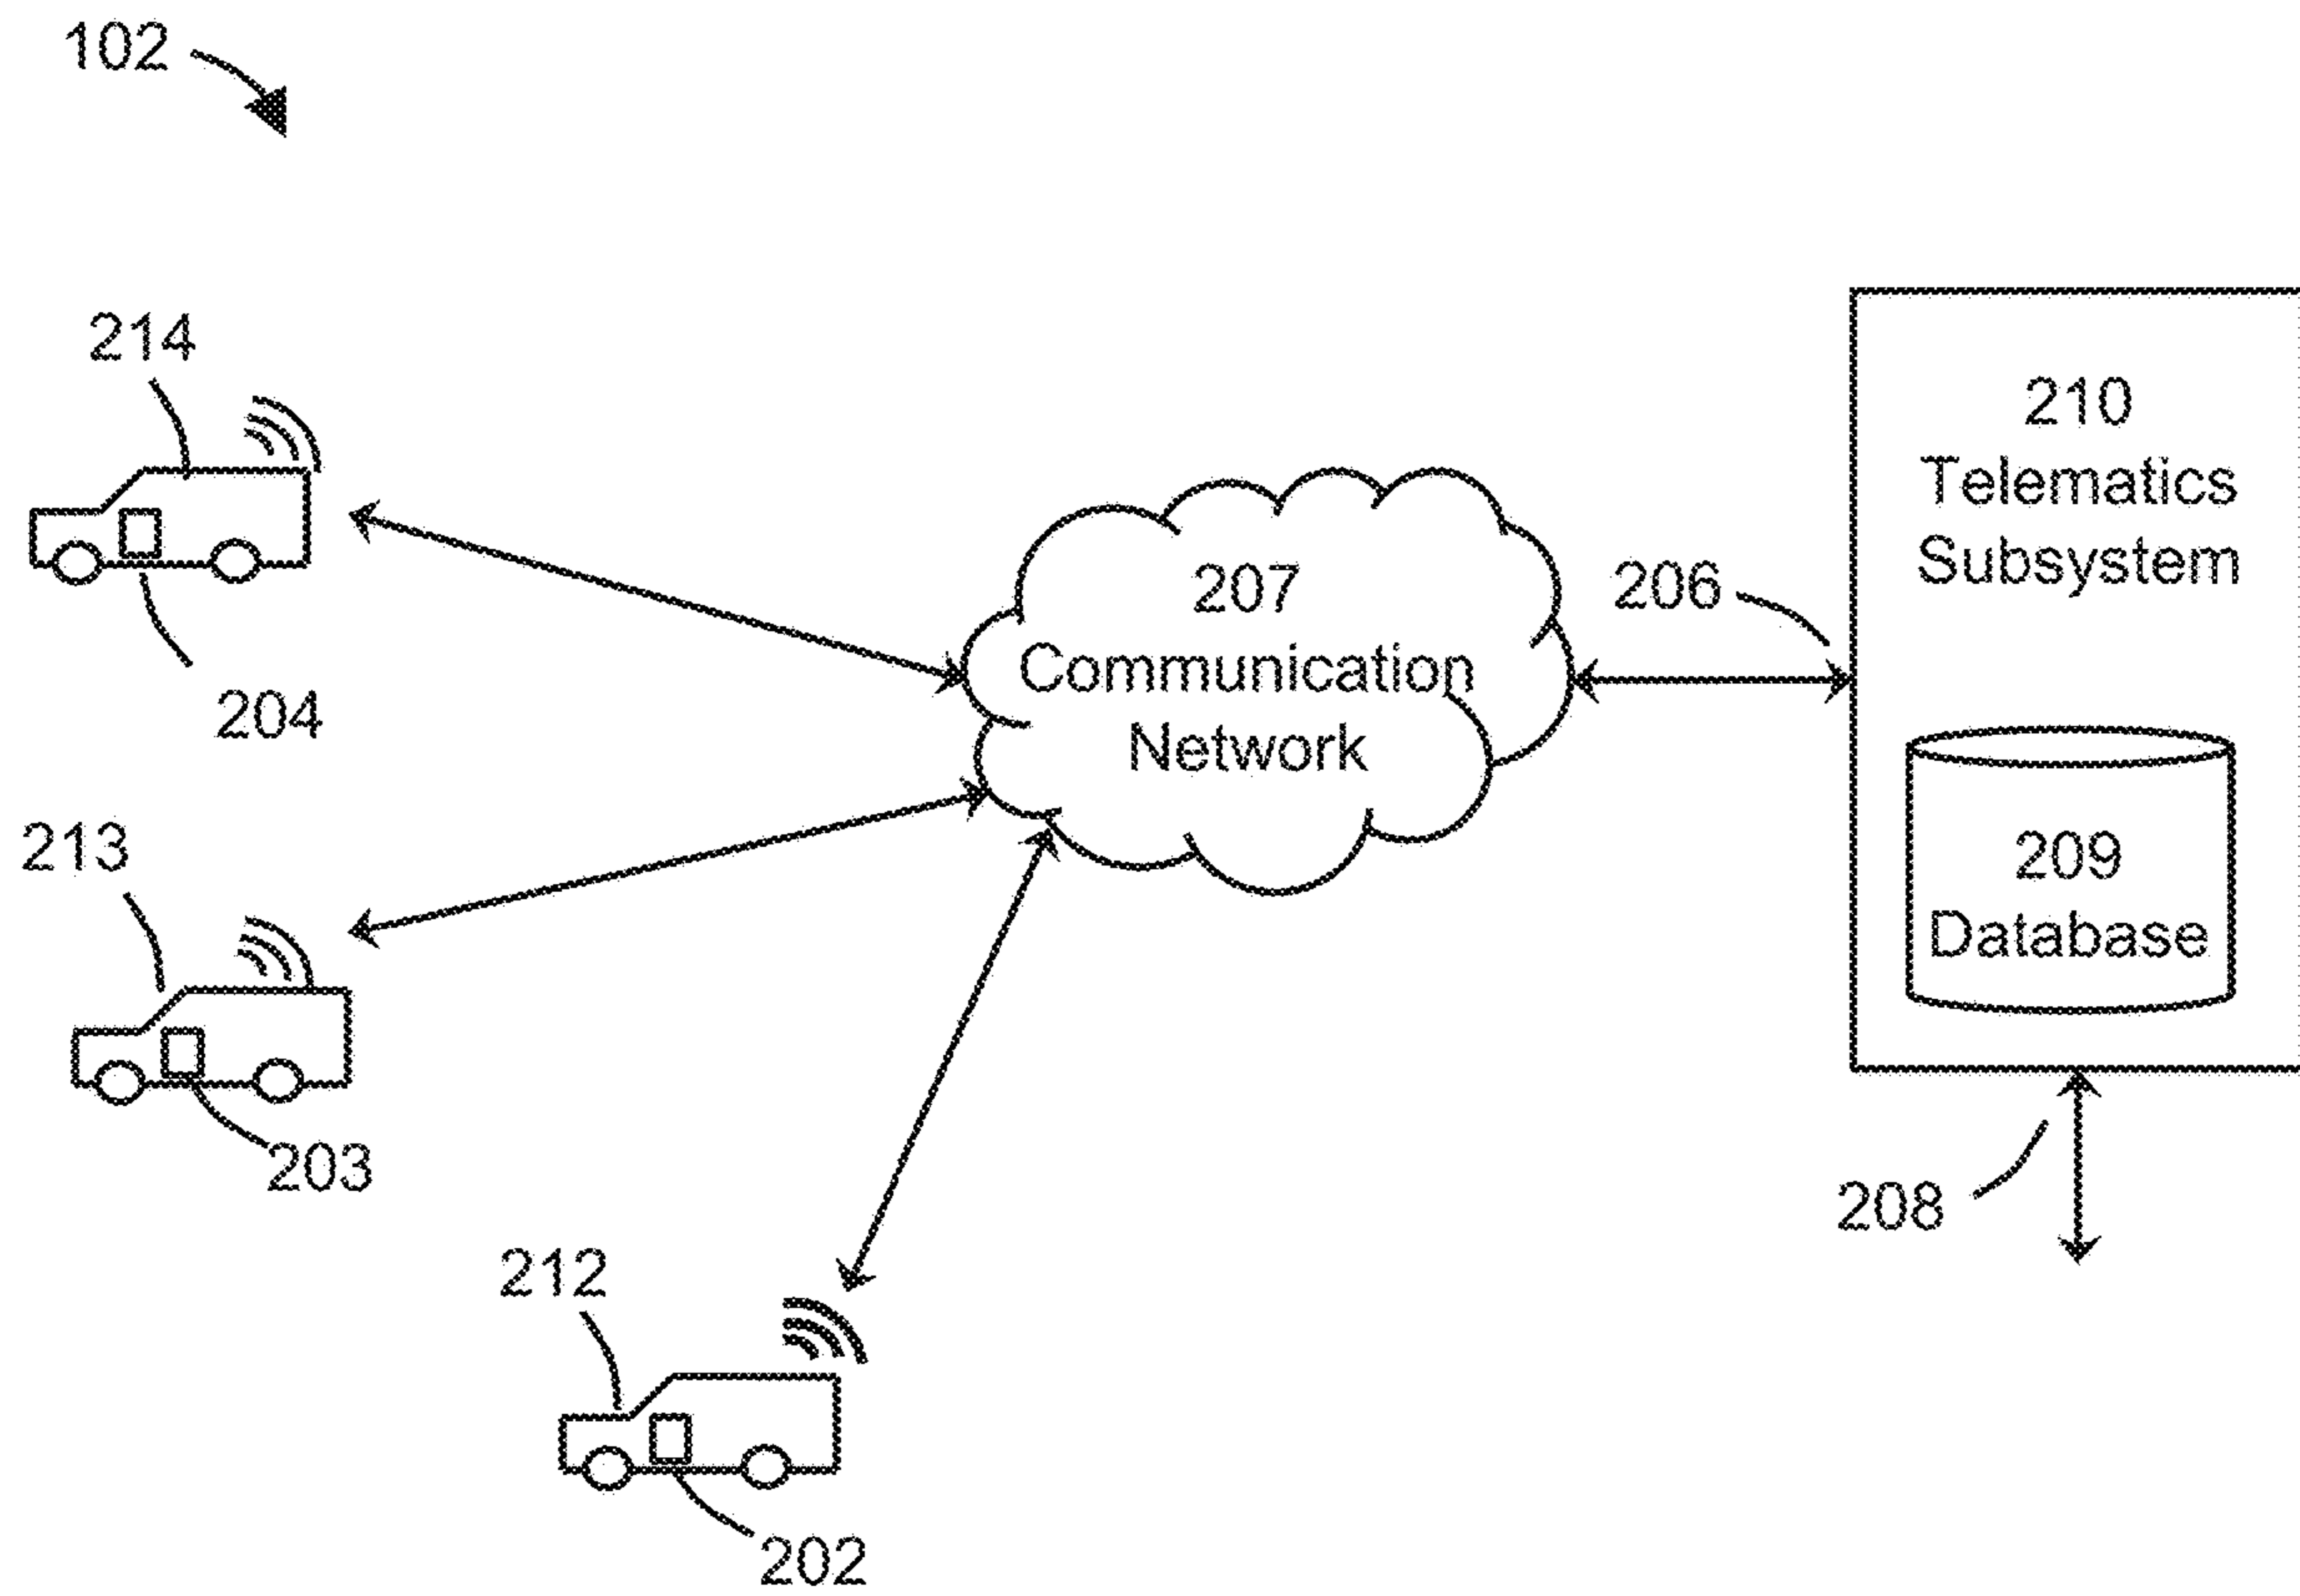 102
214
204
213
203
212
202
207
Communication
Network
206
210
Telematics
Subsystem
209
Database
208